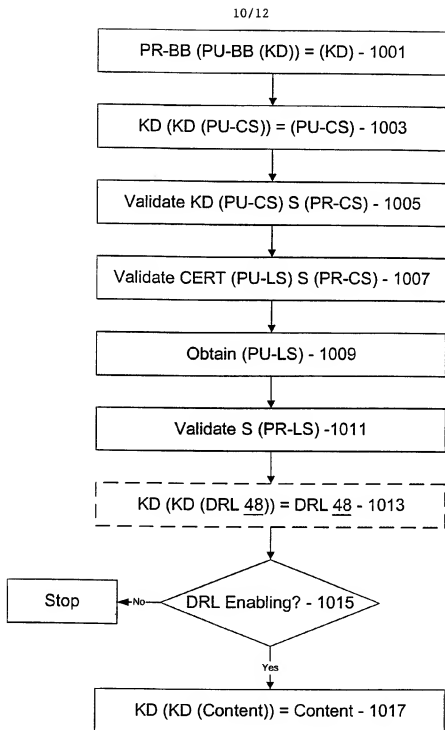 10/12
PR-BB (PU-BB (KD)) = (KD) - 1001
KD (KD (PU-CS)) = (PU-CS) - 1003
Validate KD (PU-CS) S (PR-CS) - 1005
Validate CERT (PU-LS) S (PR-CS) - 1007
Obtain (PU-LS) - 1009
Validate S (PR-LS) -1011
KD (KD (DRL 48)) = DRL 48 - 1013
DRL Enabling? - 1015
No
Stop
Yes
KD (KD (Content)) = Content - 1017